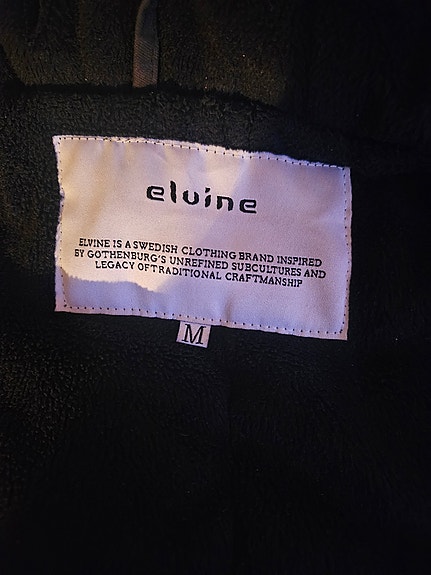 elvine
ELVINE IS A SWEDISH CLOTHING BRAND INSPIRED
BY GOTHENBURG'S UNREFINED SUBCULTURES AND
LEGACY OF TRADITIONAL CRAFTMANSHIP
M